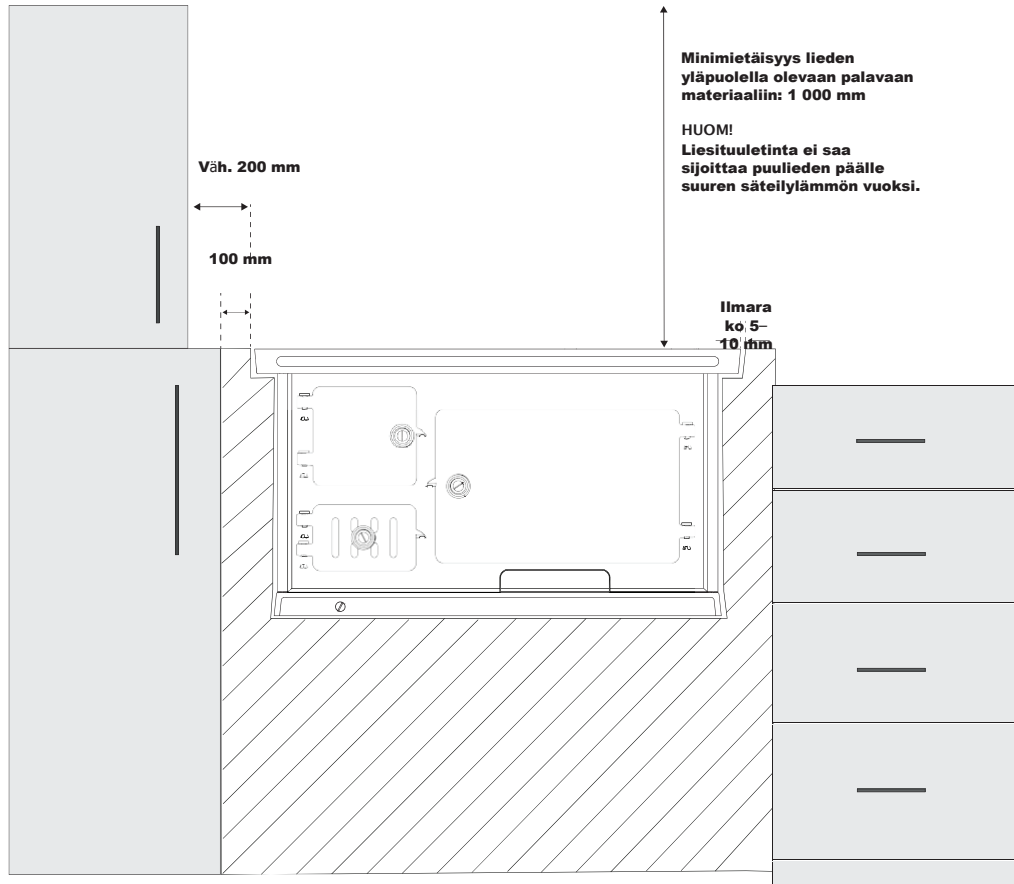 Minimietäisyys lieden
yläpuolella olevaan palavaan
materiaaliin: 1 000 mm
HUOM!
Liesituuletinta ei saa
sijoittaa puulieden päälle
suuren säteilylämmön vuoksi.
Väh. 200 mm
100 mm
Ilmara
ko 5–
10 mm